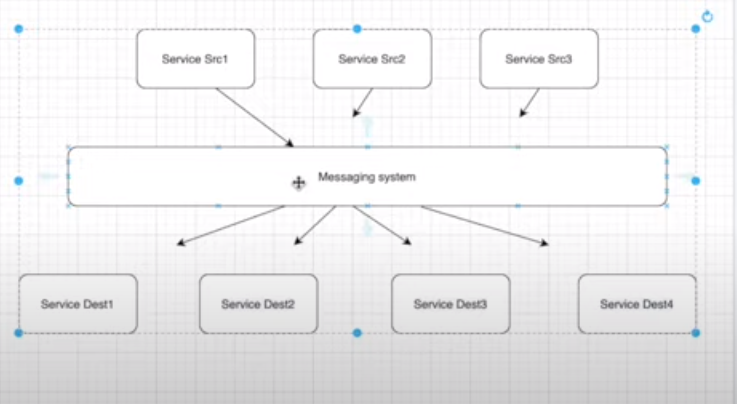 Service Src1
Service Src2
Service Src3
Messaging system
Service Dest1
Service Dest2
Service Dest3
Service Dest4